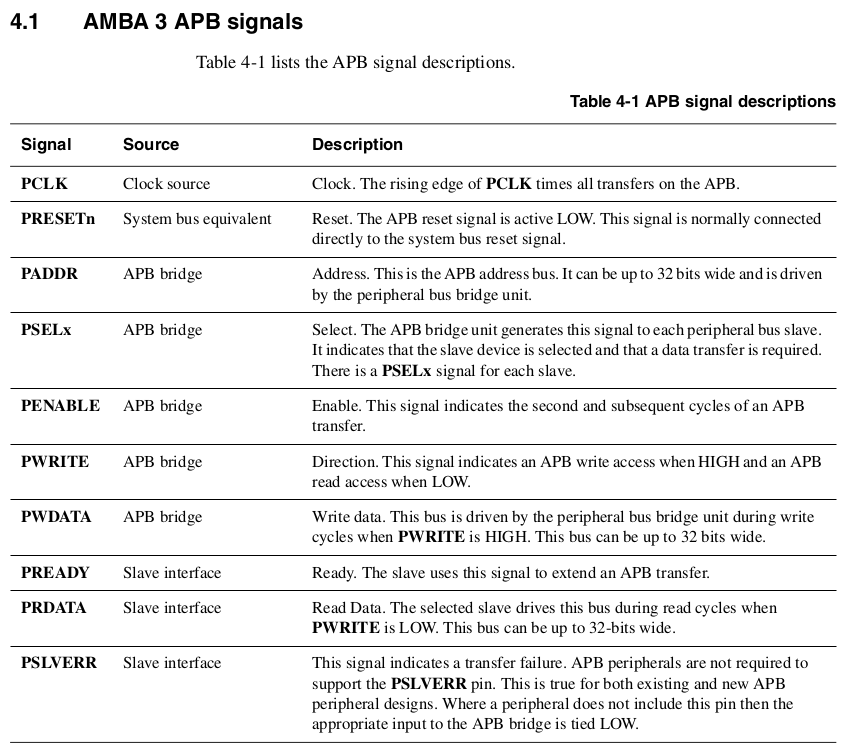 4.1 AMBA 3 APB signals
Table 4-1 lists the APB signal descriptions.
Table 4-1 APB signal descriptions
Signal Source Description
PCLK Clock source Clock. The rising edge of PCLK times all transfers on the APB.
PRESETn System bus equivalent Reset. The APB reset signal is active LOW. This signal is normally connected
directly to the system bus reset signal.
PADDR APB bridge Address. This is the APB address bus. It can be up to 32 bits wide and is driven
by the peripheral bus bridge unit.
PSELx APB bridge Select. The APB bridge unit generates this signal to each peripheral bus slave.
It indicates that the slave device is selected and that a data transfer is required.
There is a PSELx signal for each slave.
PENABLE APB bridge Enable. This signal indicates the second and subsequent cycles of an APB
transfer.
PWRITE APB bridge Direction. This signal indicates an APB write access when HIGH and an APB
read access when LOW.
PWDATA APB bridge Write data. This bus is driven by the peripheral bus bridge unit during write
cycles when PWRITE is HIGH. This bus can be up to 32 bits wide.
PREADY Slave interface Ready. The slave uses this signal to extend an APB transfer.
PRDATA Slave interface Read Data. The selected slave drives this bus during read cycles when
PWRITE is LOW. This bus can be up to 32-bits wide.
PSLVERR Slave interface This signal indicates a transfer failure. APB peripherals are not required to
support the PSLVERR pin. This is true for both existing and new APB
peripheral designs. Where a peripheral does not include this pin then the
appropriate input to the APB bridge is tied LOW.